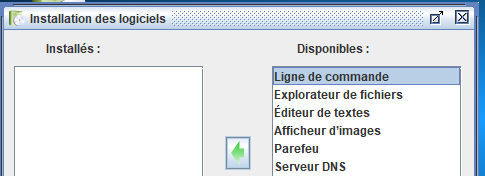 Installation des logiciels
Installés :
Disponibles :
Ligne de commande
Explorateur de fichiers
Éditeur de textes
Afficheur d'images
Parefeu
Serveur DNS